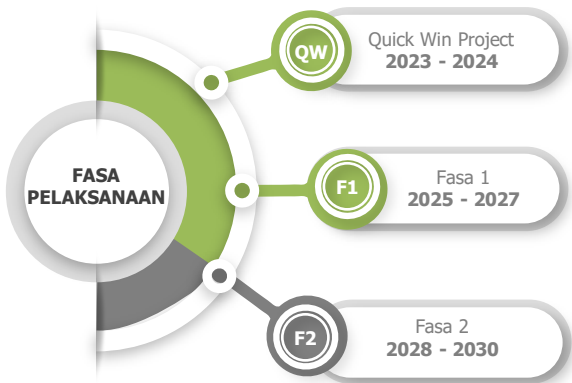 FASA
PELAKSANAAN
QW
Quick Win Project
2023 - 2024
F1
Fasa 1
2025 - 2027
F2
Fasa 2
2028 - 2030